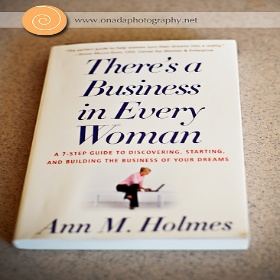 www.onadaphotography.net
There's a
Business
in Every
Woman
A 7-STEP GUIDE TO DISCOVERING, STARTING,
AND BUILDING THE BUSINESS OF YOUR DREAMS
Ann M. Holmes